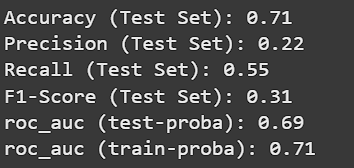 Accuracy (Test Set): 0.71
Precision (Test Set): 0.22
Recall (Test Set): 0.55
F1-Score (Test Set): 0.31
roc_auc (test-proba): 0.69
roc_auc (train-proba): 0.71